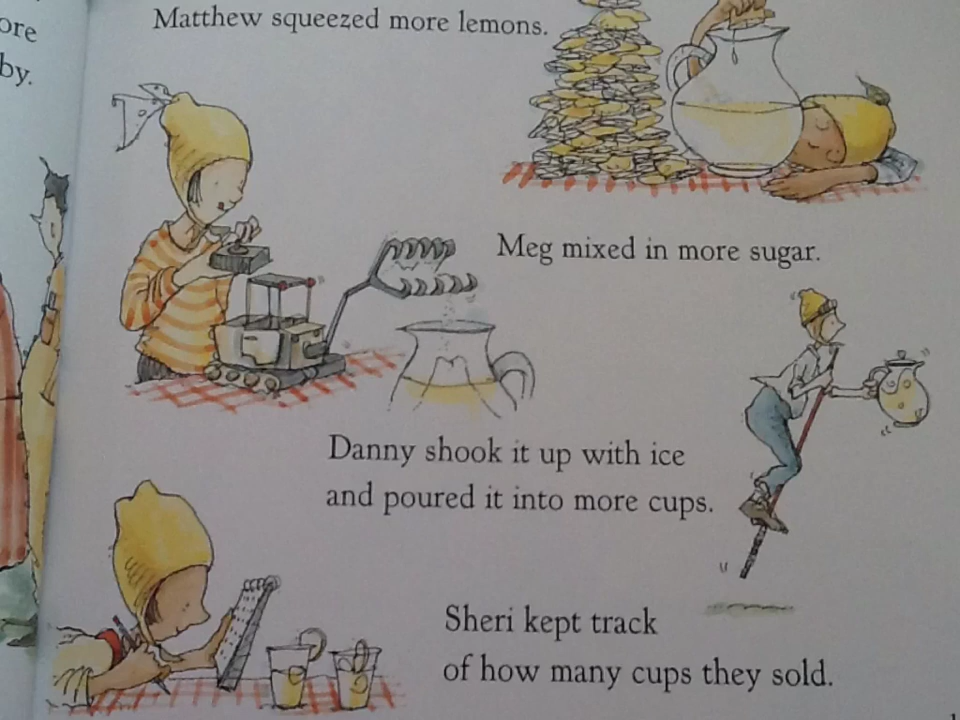 ore
by.
Matthew squeezed more lemons.
Meg mixed in more sugar.
Danny shook it up with ice
and poured it into more cups.
Sheri kept track
of how many cups they sold.